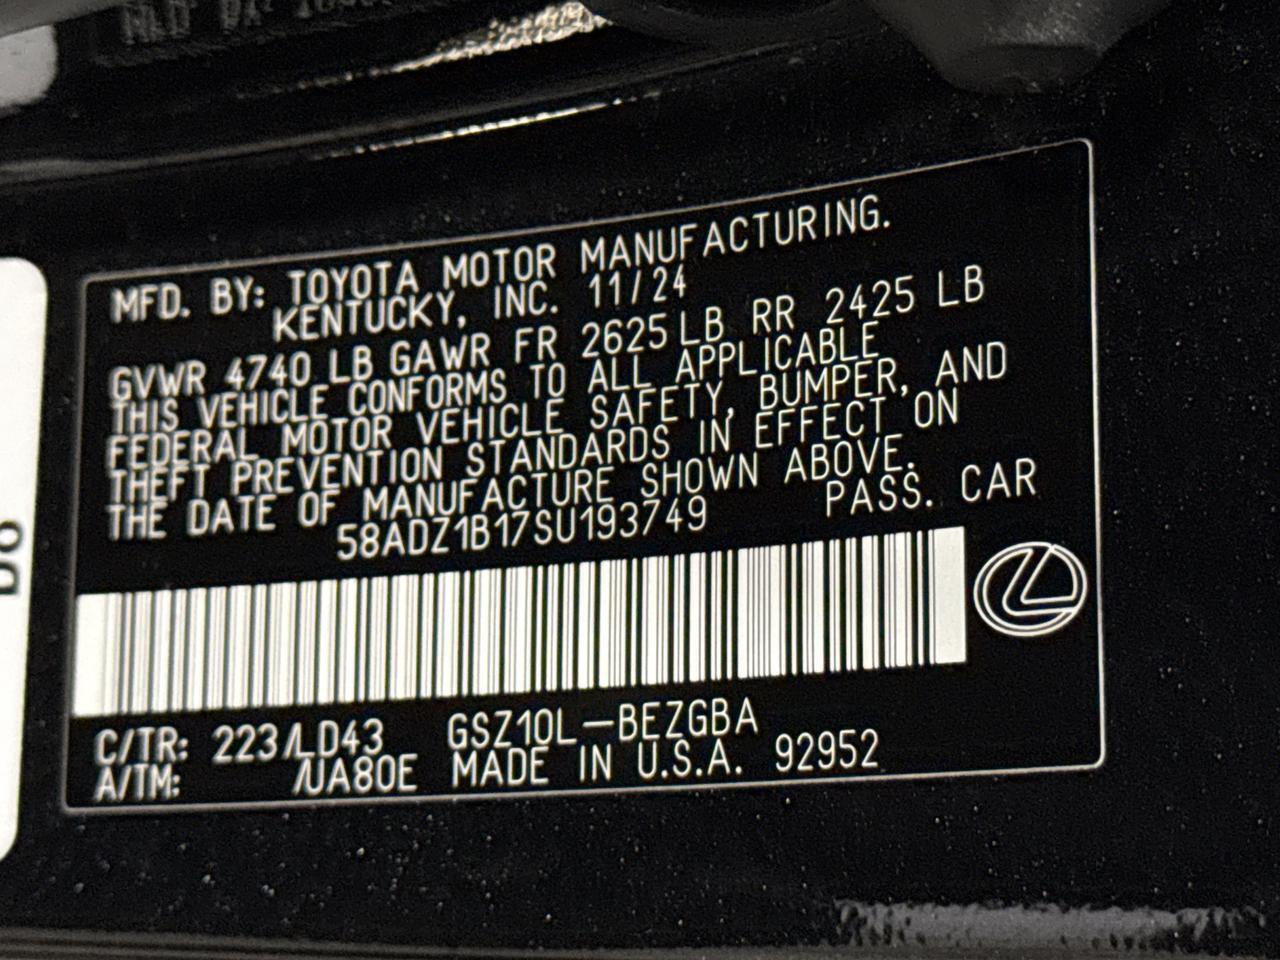 MFD. BY: TOYOTA MOTOR MANUFACTURING.
KENTUCKY, INC. 11/24
GVWR 4740 LB GAWR FR 2625 LB RR 2425 LB
THIS VEHICLE CONFORMS TO ALL APPLICABLE
FEDERAL MOTOR VEHICLE SAFETY, BUMPER, AND
THEFT PREVENTION STANDARDS IN EFFECT ON
THE DATE OF MANUFACTURE SHOWN ABOVE.
58ADZ1B17SU193749 PASS. CAR
C/TR: 223/LD43 GSZ10L-BEZGBA
A/TM: /UA80E MADE IN U.S.A. 92952